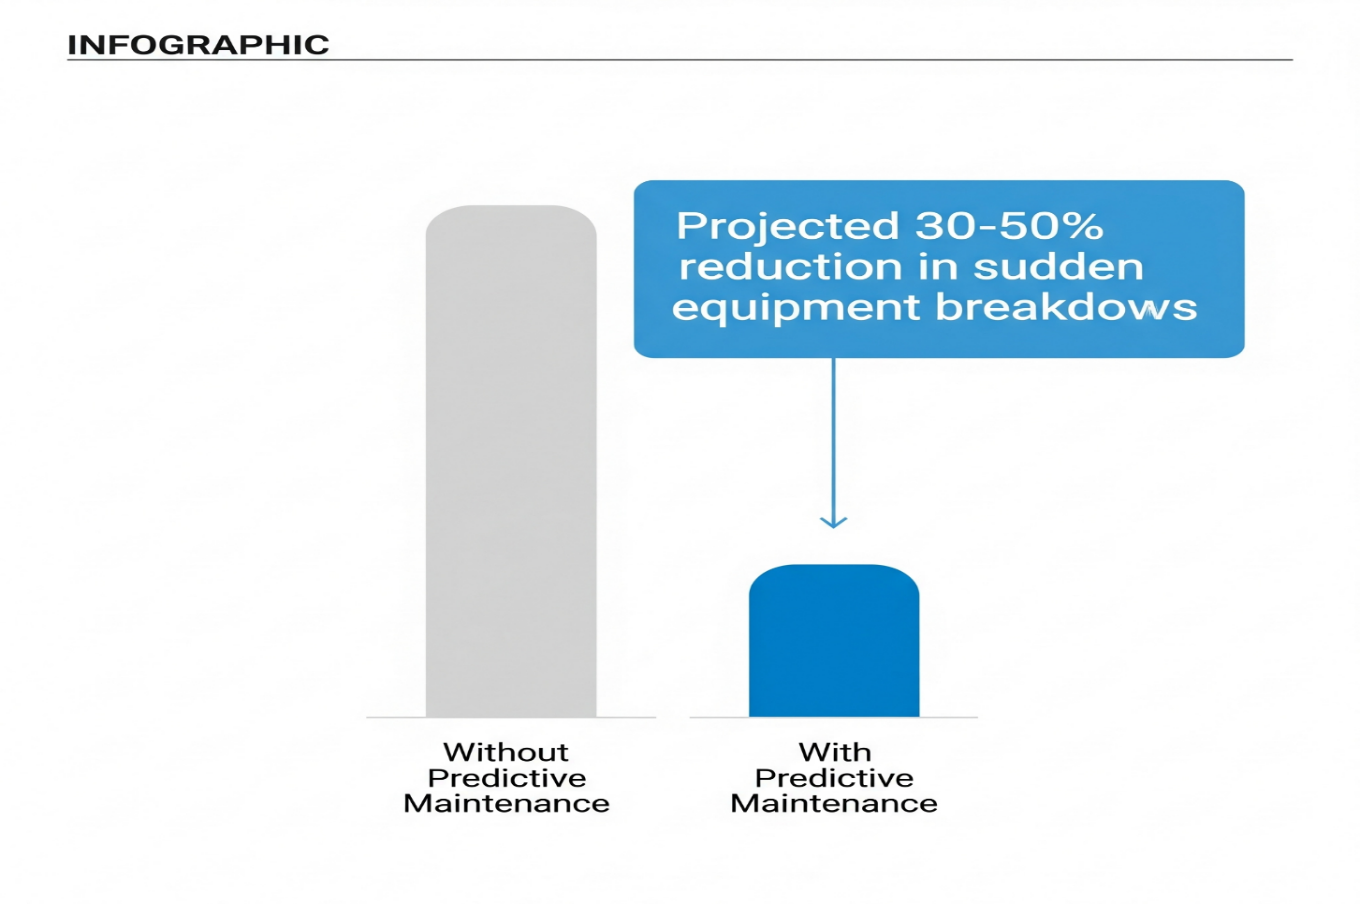 INFOGRAPHIC
Projected 30-50%
reduction in sudden
equipment breakdows
Without
Predictive
Maintenance
With
Predictive
Maintenance